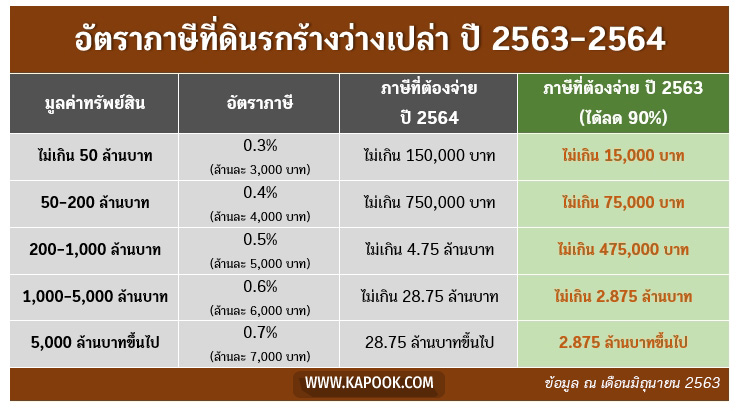 อัตราภาษีที่ดินรกร้างว่างเปล่า ปี 2563-2564
มูลค่าทรัพย์สิน
อัตราภาษี
ภาษีที่ต้องจ่าย
ปี 2564
ภาษีที่ต้องจ่าย ปี 2563
(ได้ลด 90%)
ไม่เกิน 50 ล้านบาท
0.3%
(ล้านละ 3,000 บาท)
ไม่เกิน 150,000 บาท
ไม่เกิน 15,000 บาท
50-200 ล้านบาท
0.4%
(ล้านละ 4,000 บาท)
ไม่เกิน 750,000 บาท
ไม่เกิน 75,000 บาท
200-1,000 ล้านบาท
0.5%
(ล้านละ 5,000 บาท)
ไม่เกิน 4.75 ล้านบาท
ไม่เกิน 475,000 บาท
1,000-5,000 ล้านบาท
0.6%
(ล้านละ 6,000 บาท)
ไม่เกิน 28.75 ล้านบาท
ไม่เกิน 2.875 ล้านบาท
5,000 ล้านบาทขึ้นไป
0.7%
(ล้านละ 7,000 บาท)
28.75 ล้านบาทขึ้นไป
2.875 ล้านบาทขึ้นไป
WWW.KAPOOK.COM
ข้อมูล ณ เดือนมิถุนายน 2563